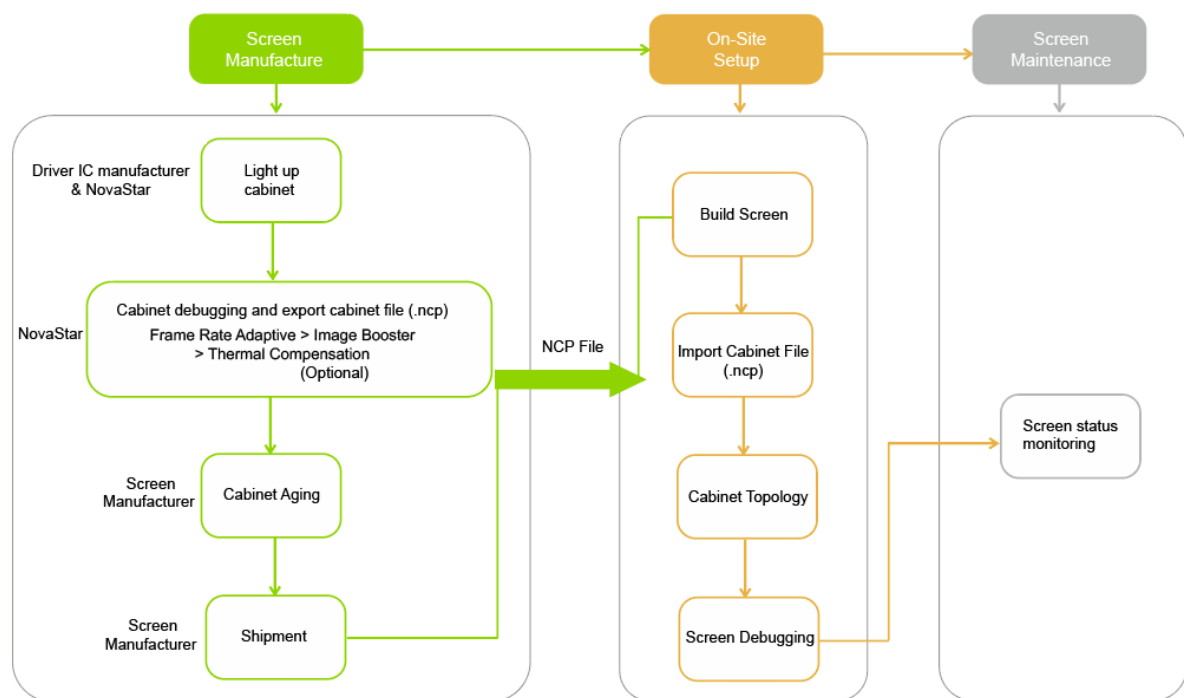 Screen
Manufacture
On-Site
Setup
Screen
Maintenance
Driver IC manufacturer
& NovaStar
Light up
cabinet
NovaStar
Cabinet debugging and export cabinet file (.ncp)
Frame Rate Adaptive > Image Booster
> Thermal Compensation
(Optional)
Screen
Manufacturer
Cabinet Aging
Screen
Manufacturer
Shipment
NCP File
Build Screen
Import Cabinet File
(.ncp)
Cabinet Topology
Screen Debugging
Screen status
monitoring